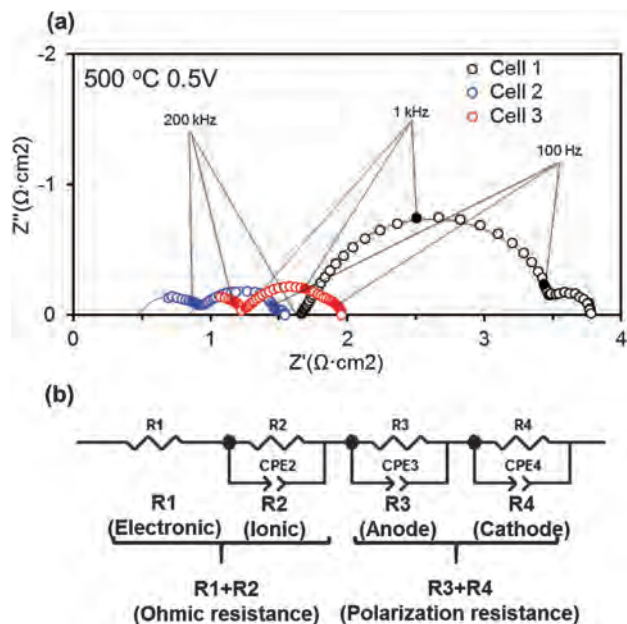 (a)
-2
500 °C 0.5V
Cell 1
Cell 2
Cell 3
200 kHz
1 kHz
100 Hz
-1
0
Z"(Ω·cm2)
0 1 2 3 4
Z'(Ω·cm2)
(b)
R1 R2 R3 R4
CPE2 CPE3 CPE4
R1 R2 R3 R4
(Electronic) (Ionic) (Anode) (Cathode)
R1+R2 R3+R4
(Ohmic resistance) (Polarization resistance)